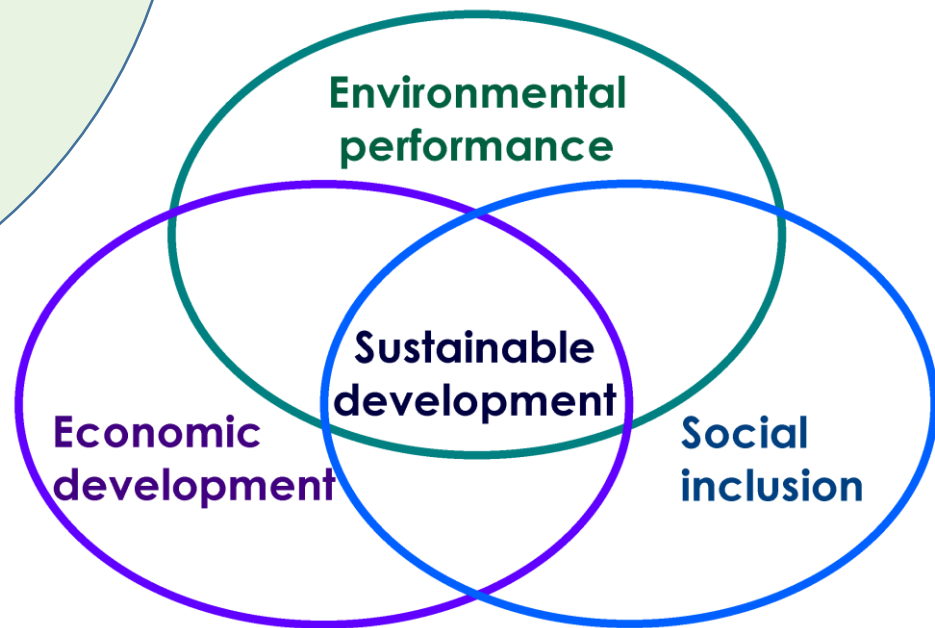 Environmental
performance
Sustainable
development
Economic
development
Social
inclusion